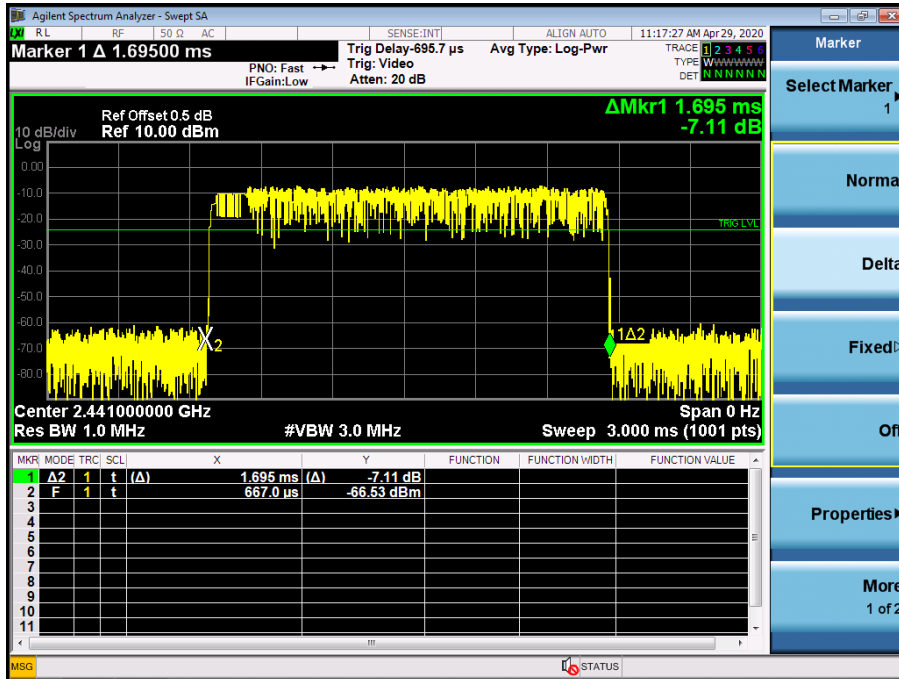 Agilent Spectrum Analyzer - Swept SA
LXI RL RF 50 Ω AC SENSE:INT ALIGN AUTO 11:17:27 AM Apr 29, 2020
Marker 1 Δ 1.69500 ms
PNO: Fast
IFGain:Low
Trig Delay-695.7 µs
Trig: Video
Atten: 20 dB
Avg Type: Log-Pwr
TRACE 1 2 3 4 5 6
TYPE WWWWWW
DET N N N N N N
ΔMkr1 1.695 ms
-7.11 dB
Ref Offset 0.5 dB
10 dB/div Ref 10.00 dBm
Log
0.00
-10.0
-20.0
TRIG LVL
-30.0
-40.0
-50.0
-60.0
1Δ2
2
-70.0
-80.0
Center 2.441000000 GHz Span 0 Hz
Res BW 1.0 MHz #VBW 3.0 MHz Sweep 3.000 ms (1001 pts)
MKR MODE TRC SCL X Y FUNCTION FUNCTION WIDTH FUNCTION VALUE
1 Δ2 1 t (Δ) 1.695 ms (Δ) -7.11 dB
2 F 1 t 667.0 µs -66.53 dBm
3
4
5
6
7
8
9
10
11
MSG STATUS
Marker
Select Marker
1
Norma
Delta
Fixed
Of
Properties
More
1 of 2